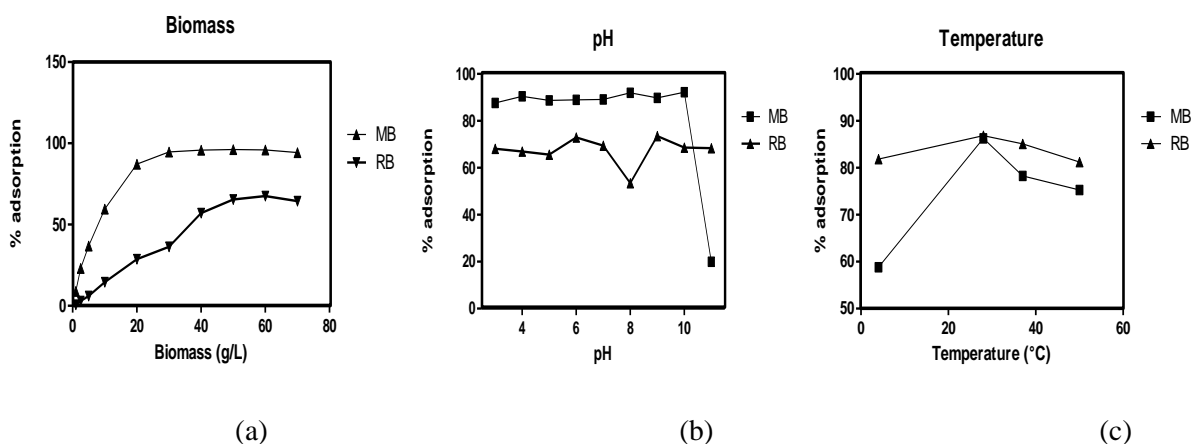 Biomass
% adsorption
150
100
50
0
0
20
40
60
80
Biomass (g/L)
MB
RB
(a)
pH
% adsorption
100
80
60
40
20
0
4
6
8
10
pH
MB
RB
(b)
Temperature
% adsorption
100
90
80
70
60
50
0
20
40
60
Temperature (°C)
MB
RB
(c)